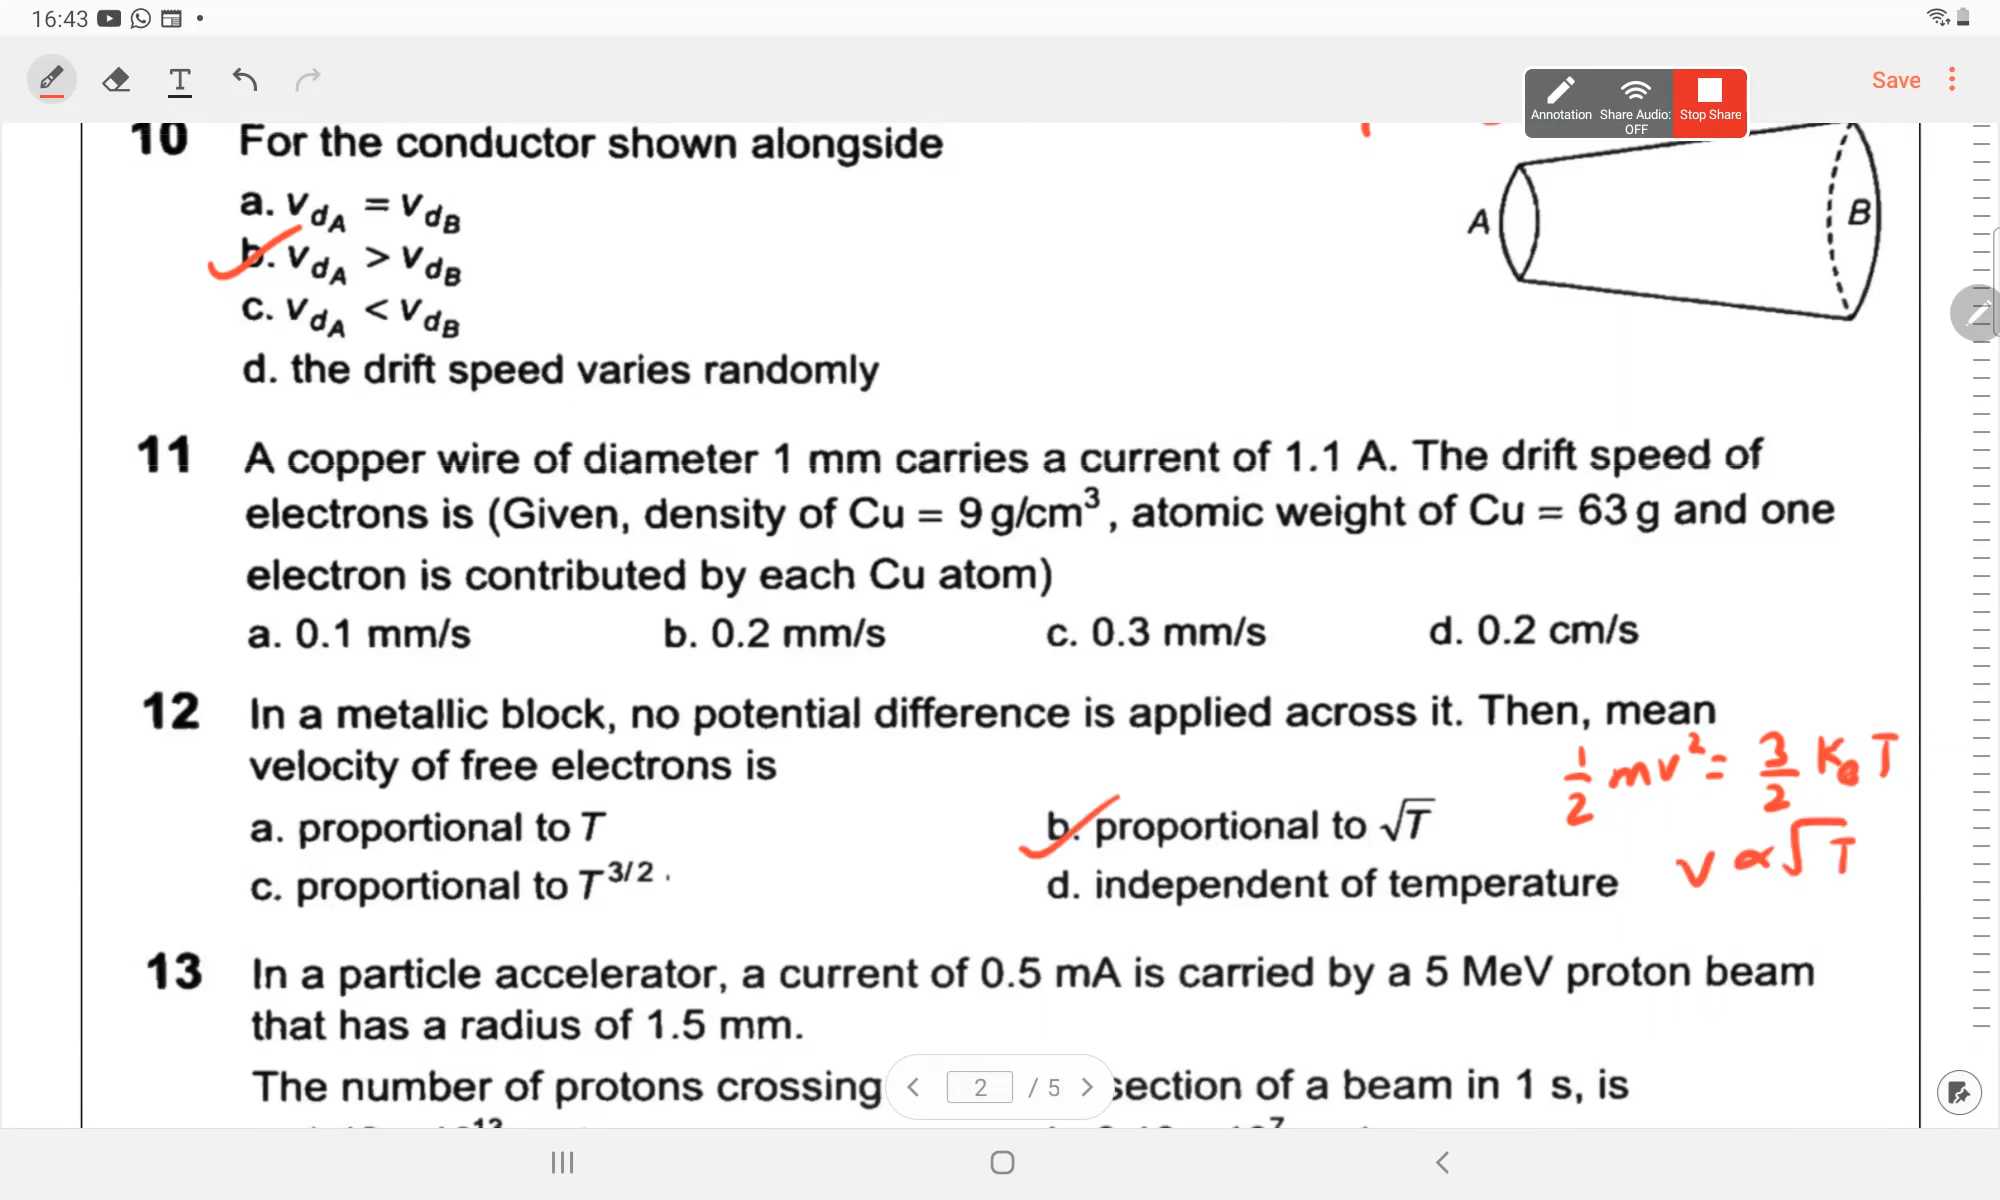 16:43
Save
Annotation
Share Audio: OFF
Stop Share
10 For the conductor shown alongside
a. v_dA = v_dB
b. v_dA > v_dB
c. v_dA < v_dB
d. the drift speed varies randomly
A
B
11 A copper wire of diameter 1 mm carries a current of 1.1 A. The drift speed of
electrons is (Given, density of Cu = 9 g/cm³, atomic weight of Cu = 63 g and one
electron is contributed by each Cu atom)
a. 0.1 mm/s b. 0.2 mm/s c. 0.3 mm/s d. 0.2 cm/s
12 In a metallic block, no potential difference is applied across it. Then, mean
velocity of free electrons is
½ mv² = 3/2 K_B T
a. proportional to T b. proportional to √T
v ∝ √T
c. proportional to T^3/2 . d. independent of temperature
13 In a particle accelerator, a current of 0.5 mA is carried by a 5 MeV proton beam
that has a radius of 1.5 mm.
The number of protons crossing section of a beam in 1 s, is
2 / 5